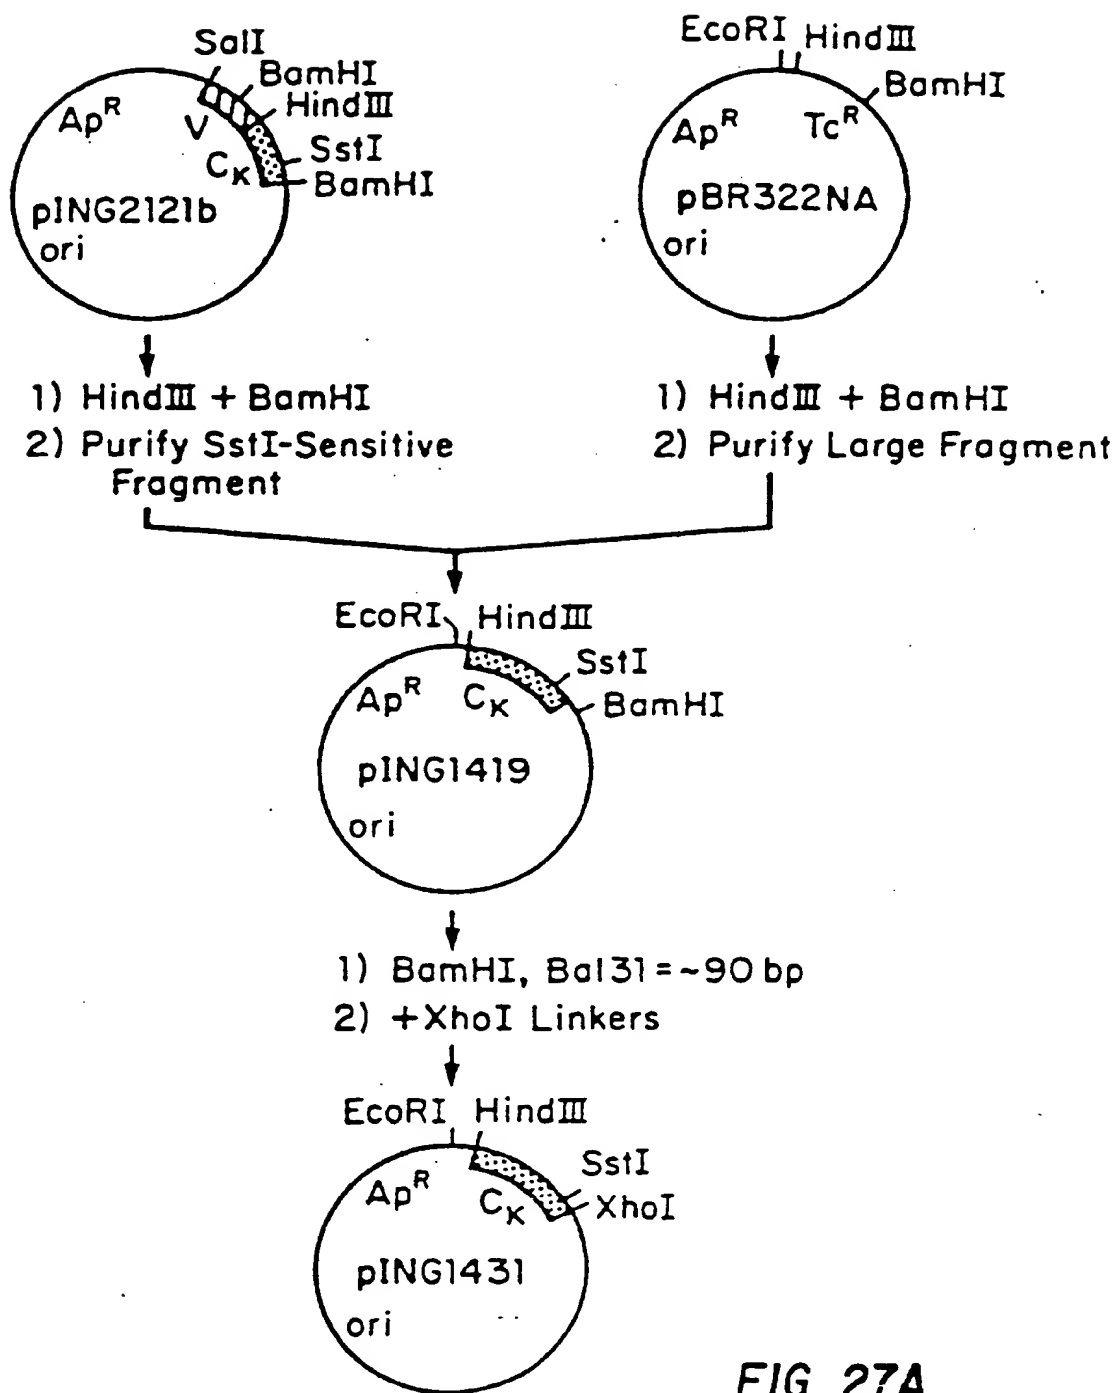 SalI
BamHI
HindIII
SstI
BamHI
Ap^R
V
C_K
pING2121b
ori
EcoRI HindIII
BamHI
Ap^R Tc^R
pBR322NA
ori
1) HindIII + BamHI
2) Purify SstI-Sensitive
Fragment
1) HindIII + BamHI
2) Purify Large Fragment
EcoRI HindIII
SstI
BamHI
Ap^R C_K
pING1419
ori
1) BamHI, Bal31 = ~90 bp
2) +XhoI Linkers
EcoRI HindIII
SstI
XhoI
Ap^R C_K
pING1431
ori
FIG. 27A